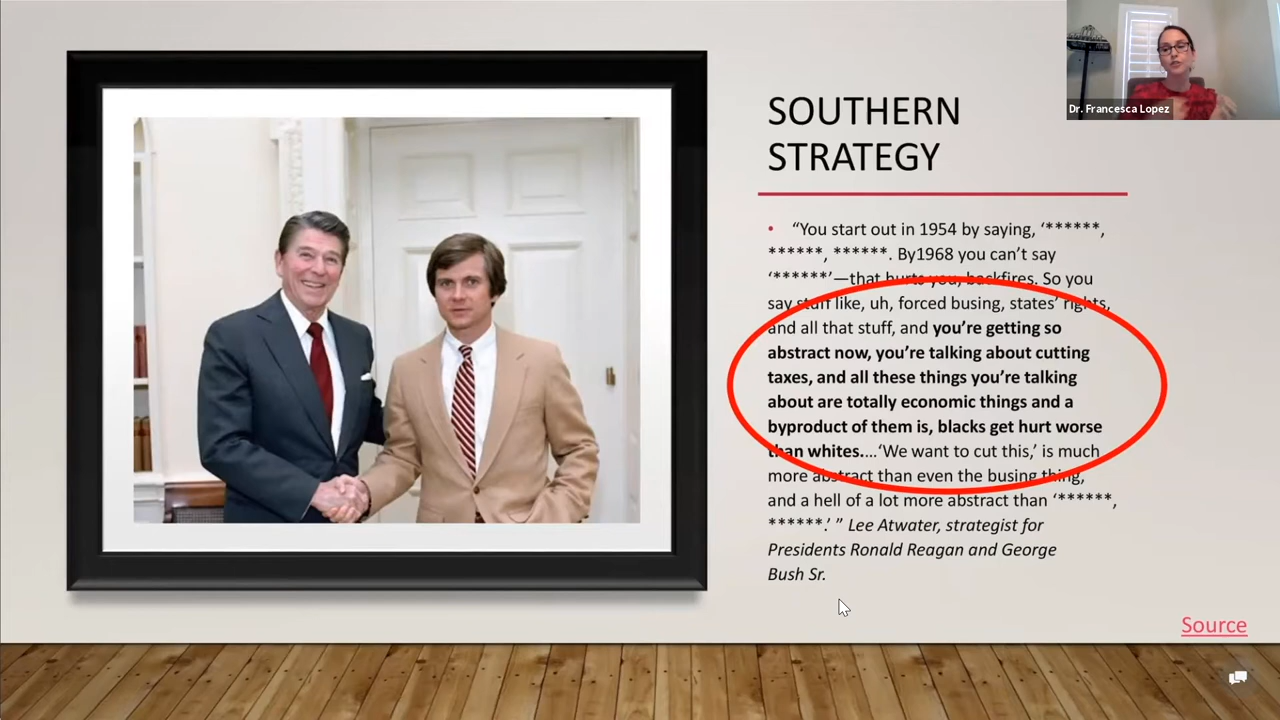 SOUTHERN
STRATEGY
• “You start out in 1954 by saying, ‘******,
******, ******. By1968 you can’t say
‘******’—that hurts you, backfires. So you
say stuff like, uh, forced busing, states’ rights,
and all that stuff, and you’re getting so
abstract now, you’re talking about cutting
taxes, and all these things you’re talking
about are totally economic things and a
byproduct of them is, blacks get hurt worse
than whites.…‘We want to cut this,’ is much
more abstract than even the busing thing,
and a hell of a lot more abstract than ‘******,
******.’ ” Lee Atwater, strategist for
Presidents Ronald Reagan and George
Bush Sr.
Source
Dr. Francesca Lopez